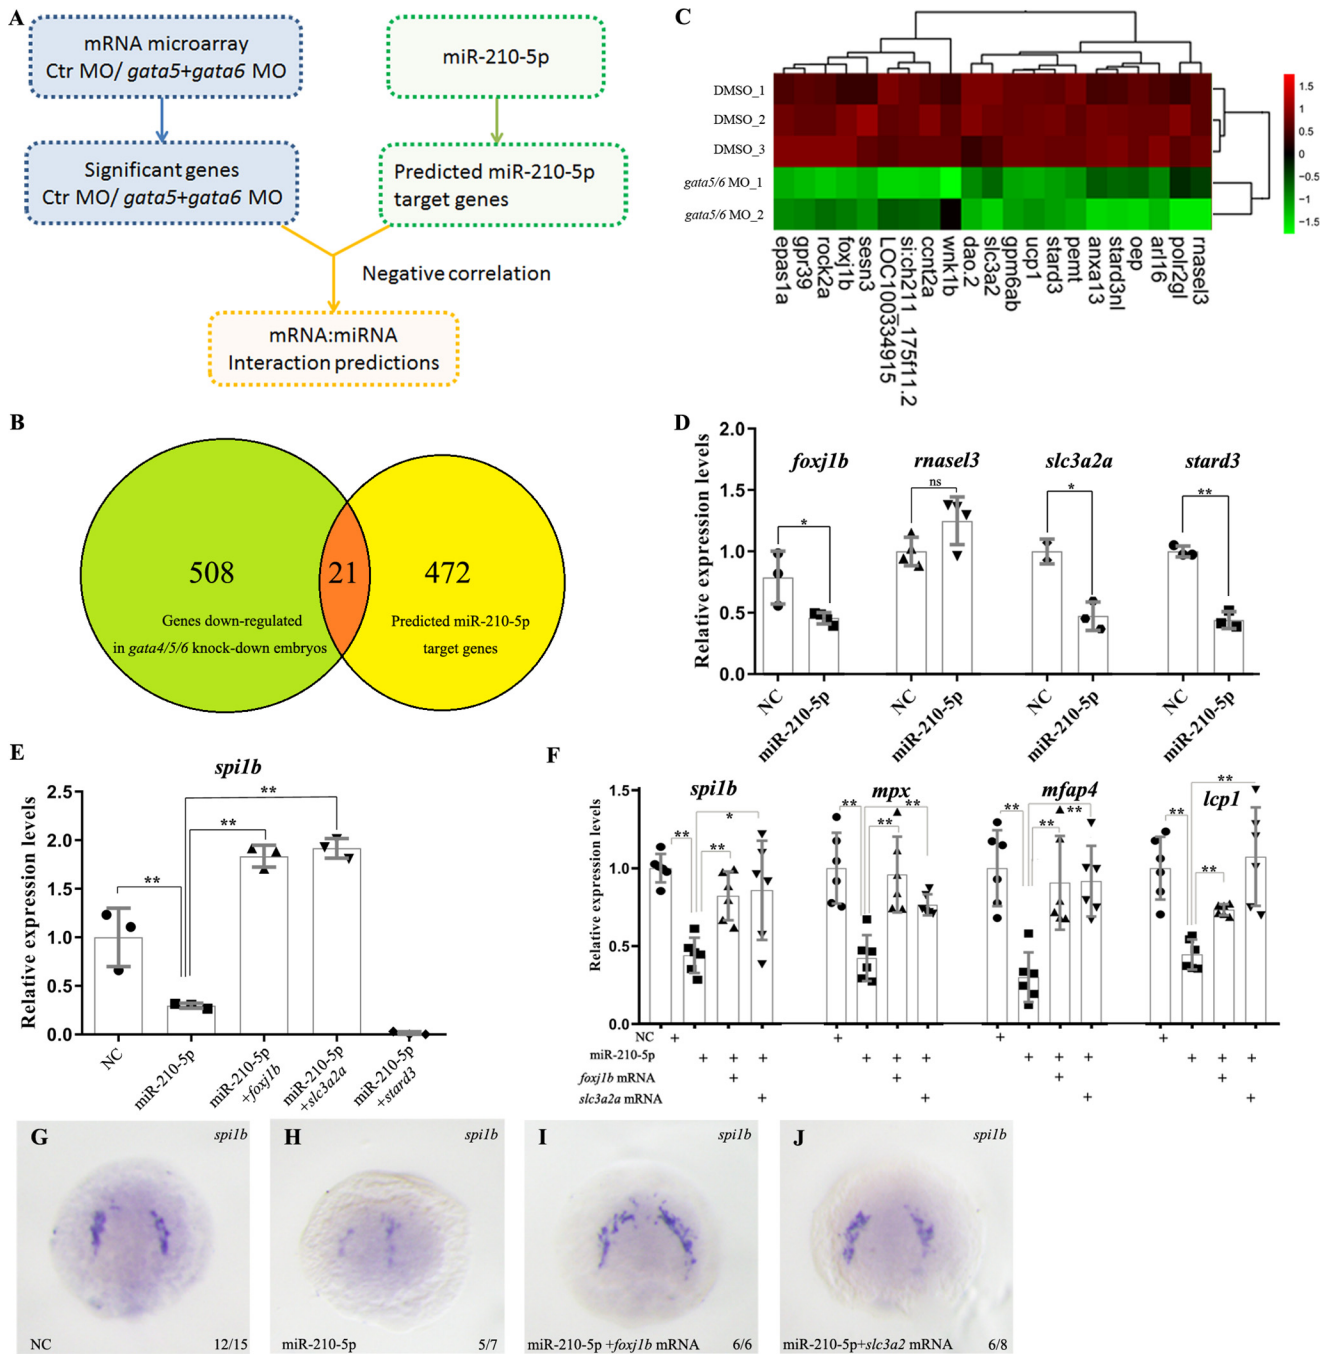 A
mRNA microarray
Ctr MO/ gata5+gata6 MO
miR-210-5p
Significant genes
Ctr MO/ gata5+gata6 MO
Predicted miR-210-5p
target genes
Negative correlation
mRNA:miRNA
Interaction predictions
C
DMSO_1
DMSO_2
DMSO_3
gata5/6 MO_1
gata5/6 MO_2
1.5
1
0.5
0
−0.5
−1
−1.5
epas1a
gpr39
rock2a
foxj1b
sesn3
LOC100334915
si:ch211_175f11.2
ccnt2a
wnk1b
dao.2
slc3a2
gpm6ab
ucp1
stard3
pemt
anxa13
stard3nl
oep
arl16
polr2gl
rnasel3
B
508
21
472
Genes down-regulated
in gata4/5/6 knock-down embryos
Predicted miR-210-5p
target genes
D
Relative expression levels
2.0
1.5
1.0
0.5
0.0
foxj1b
rnasel3
slc3a2a
stard3
*
ns
*
**
NC
miR-210-5p
NC
miR-210-5p
NC
miR-210-5p
NC
miR-210-5p
E
spi1b
Relative expression levels
2.5
2.0
1.5
1.0
0.5
0.0
**
**
**
NC
miR-210-5p
miR-210-5p
+foxj1b
miR-210-5p
+slc3a2a
miR-210-5p
+stard3
F
Relative expression levels
1.5
1.0
0.5
0.0
spi1b
mpx
mfap4
lcp1
** ** *
** ** **
** ** **
** ** **
NC + + + +
miR-210-5p + + + + + + + + + + + +
foxj1b mRNA + + + +
slc3a2a mRNA + + + +
G
spi1b
NC
12/15
H
spi1b
miR-210-5p
5/7
I
spi1b
miR-210-5p +foxj1b mRNA
6/6
J
spi1b
miR-210-5p+slc3a2 mRNA
6/8